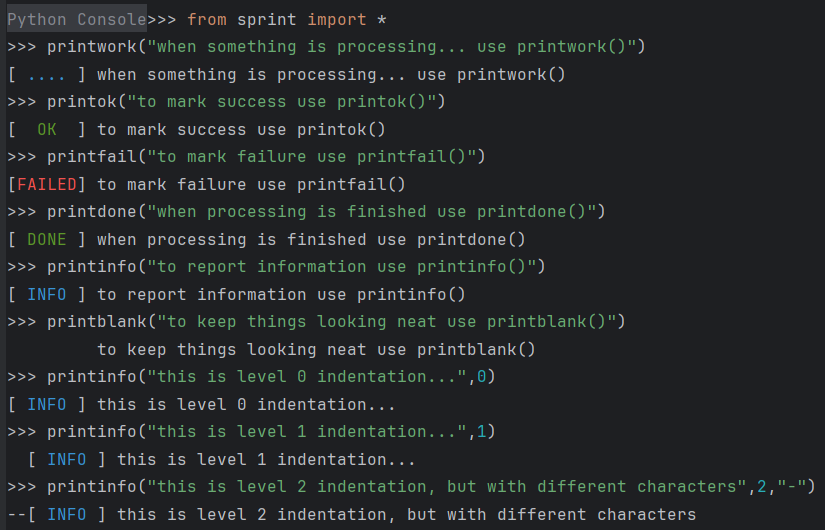 Python Console>>> from sprint import *
>>> printwork("when something is processing... use printwork()")
[ .... ] when something is processing... use printwork()
>>> printok("to mark success use printok()")
[  OK  ] to mark success use printok()
>>> printfail("to mark failure use printfail()")
[FAILED] to mark failure use printfail()
>>> printdone("when processing is finished use printdone()")
[ DONE ] when processing is finished use printdone()
>>> printinfo("to report information use printinfo()")
[ INFO ] to report information use printinfo()
>>> printblank("to keep things looking neat use printblank()")
         to keep things looking neat use printblank()
>>> printinfo("this is level 0 indentation...",0)
[ INFO ] this is level 0 indentation...
>>> printinfo("this is level 1 indentation...",1)
  [ INFO ] this is level 1 indentation...
>>> printinfo("this is level 2 indentation, but with different characters",2,"-")
--[ INFO ] this is level 2 indentation, but with different characters